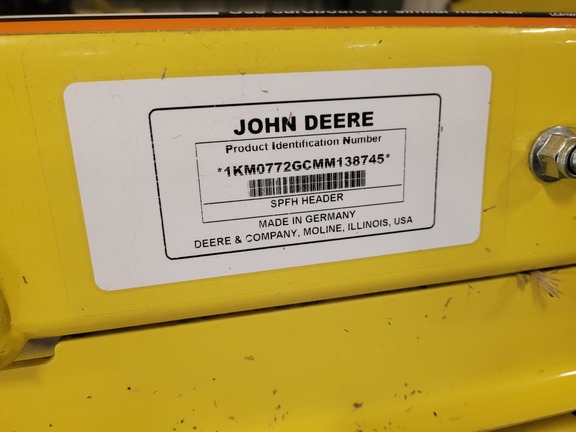 JOHN DEERE
Product Identification Number
*1KM0772GCMM138745*
SPFH HEADER
MADE IN GERMANY
DEERE & COMPANY, MOLINE, ILLINOIS, USA